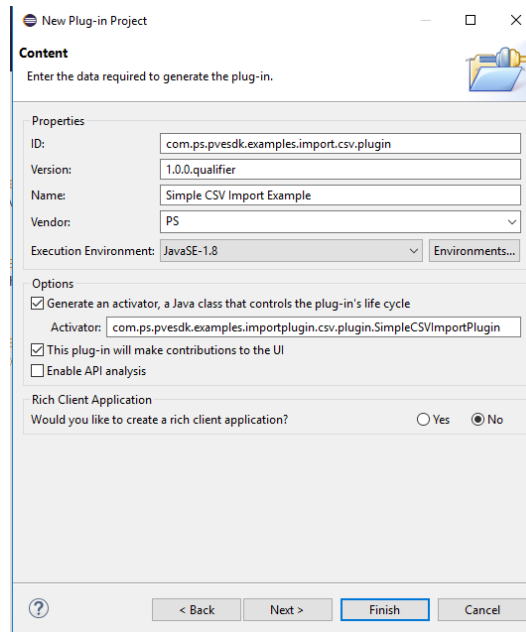 New Plug-in Project
Content
Enter the data required to generate the plug-in.
Properties
ID: com.ps.pvesdk.examples.import.csv.plugin
Version: 1.0.0.qualifier
Name: Simple CSV Import Example
Vendor: PS
Execution Environment: JavaSE-1.8 Environments...
Options
Generate an activator, a Java class that controls the plug-in's life cycle
Activator: com.ps.pvesdk.examples.importplugin.csv.plugin.SimpleCSVImportPlugin
This plug-in will make contributions to the UI
Enable API analysis
Rich Client Application
Would you like to create a rich client application? Yes No
? < Back Next > Finish Cancel